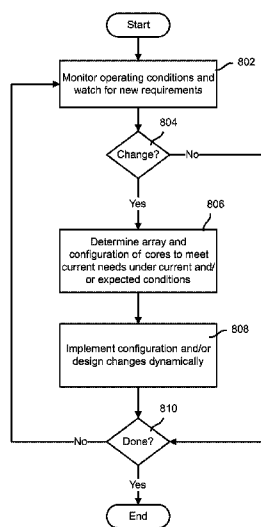 Start
802
Monitor operating conditions and
watch for new requirements
804
Change?
No
Yes
806
Determine array and
configuration of cores to meet
current needs under current and/
or expected conditions
808
Implement configuration and/or
design changes dynamically
810
No
Done?
Yes
End